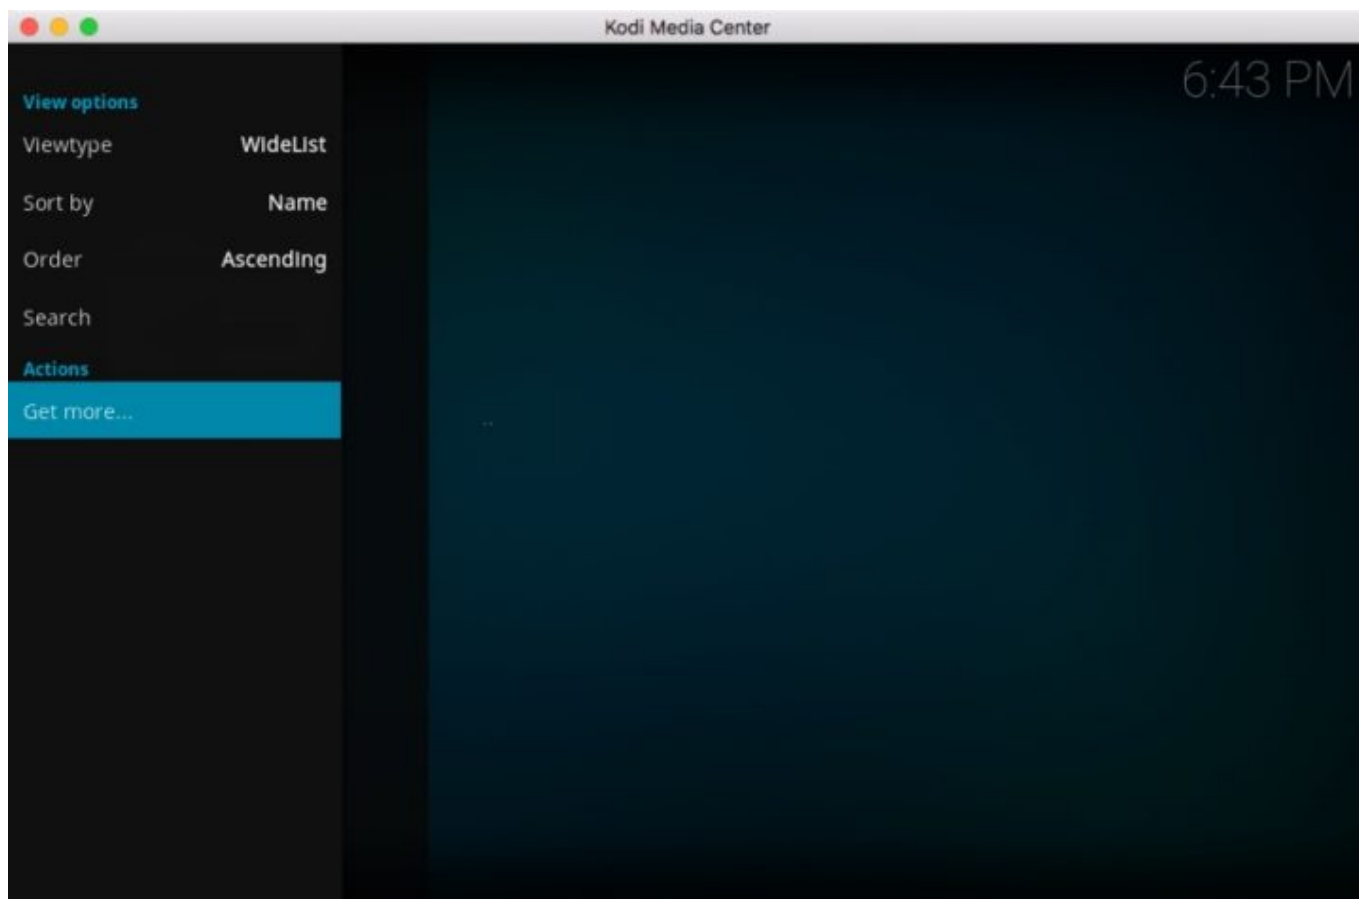 Kodi Media Center
6:43 PM
View options
Viewtype WideList
Sort by Name
Order Ascending
Search
Actions
Get more...
..